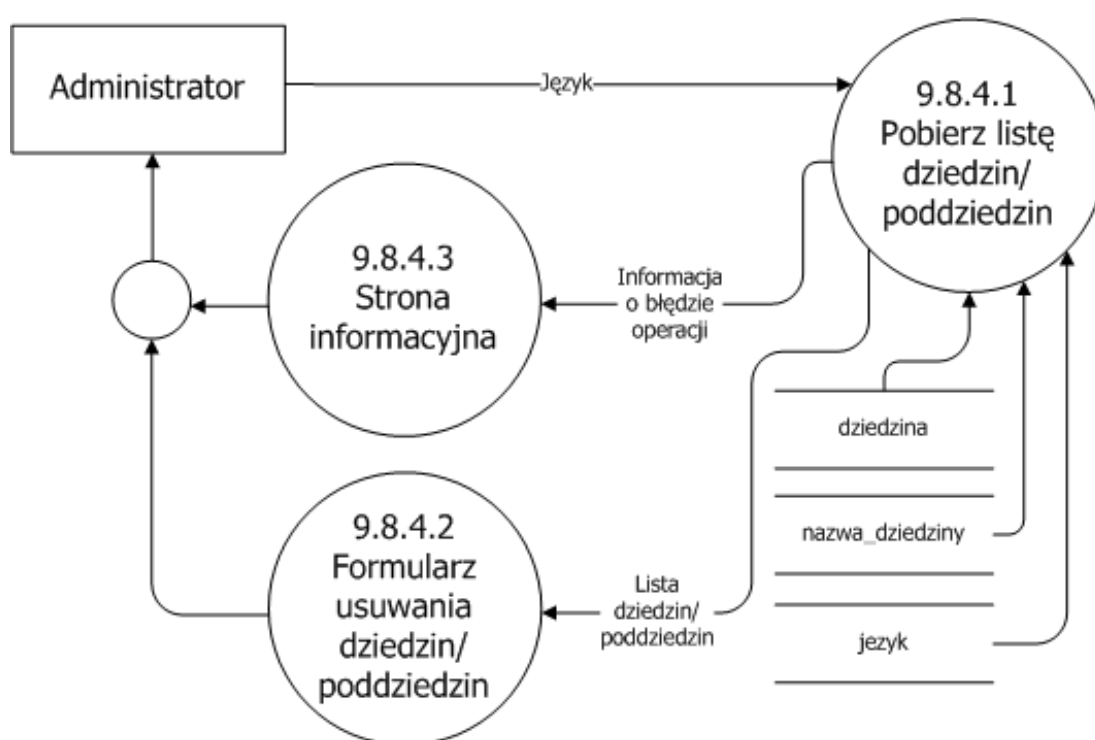 Administrator
Język
9.8.4.1
Pobierz listę
dziedzin/
poddziedzin
9.8.4.3
Strona
informacyjna
Informacja
o błędzie
operacji
dziedzina
nazwa_dziedziny
jezyk
9.8.4.2
Formularz
usuwania
dziedzin/
poddziedzin
Lista
dziedzin/
poddziedzin